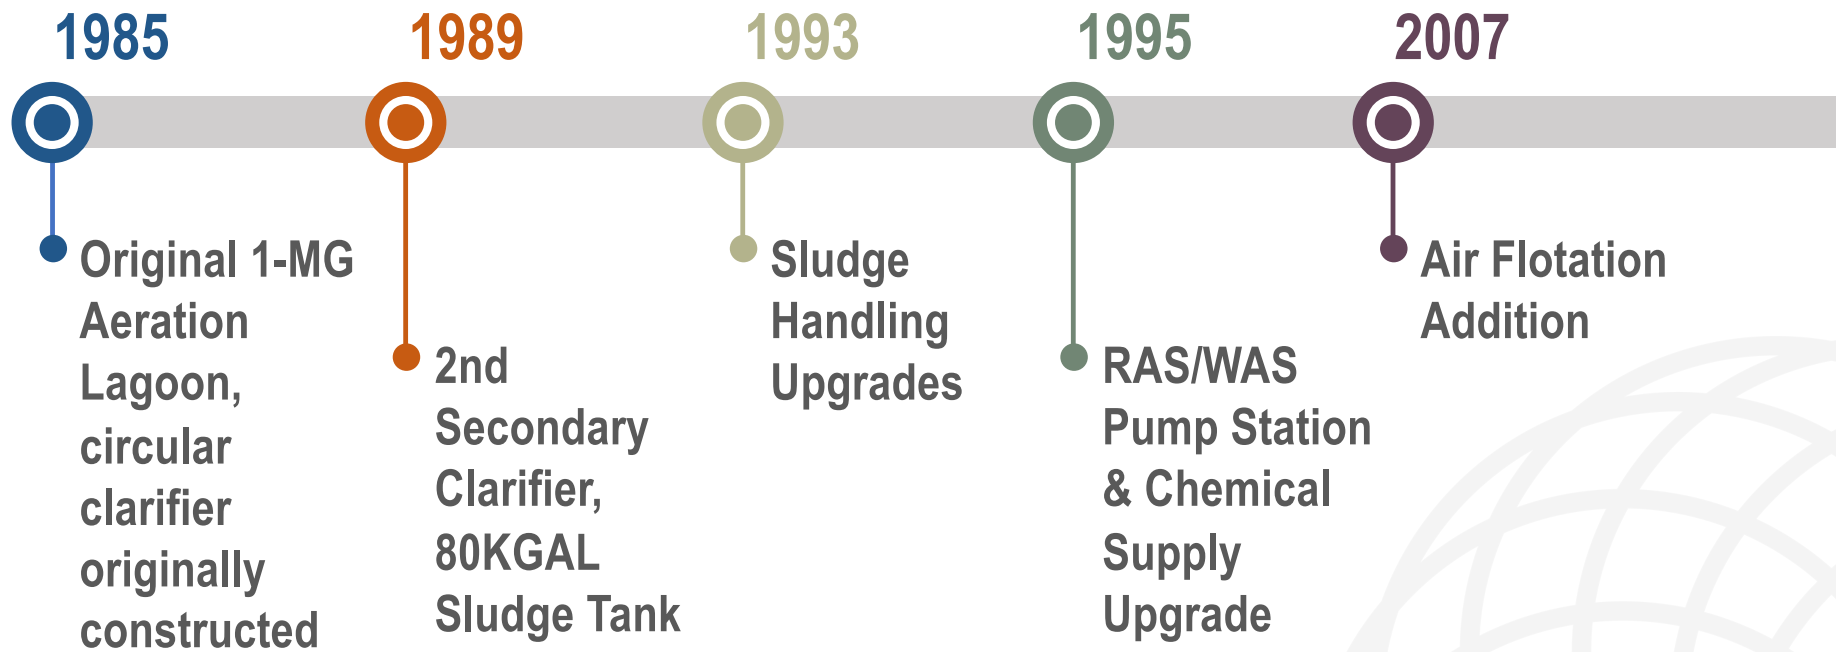 1985
1989
1993
1995
2007
Original 1-MG
Aeration
Lagoon,
circular
clarifier
originally
constructed
2nd
Secondary
Clarifier,
80KGAL
Sludge Tank
Sludge
Handling
Upgrades
RAS/WAS
Pump Station
& Chemical
Supply
Upgrade
Air Flotation
Addition